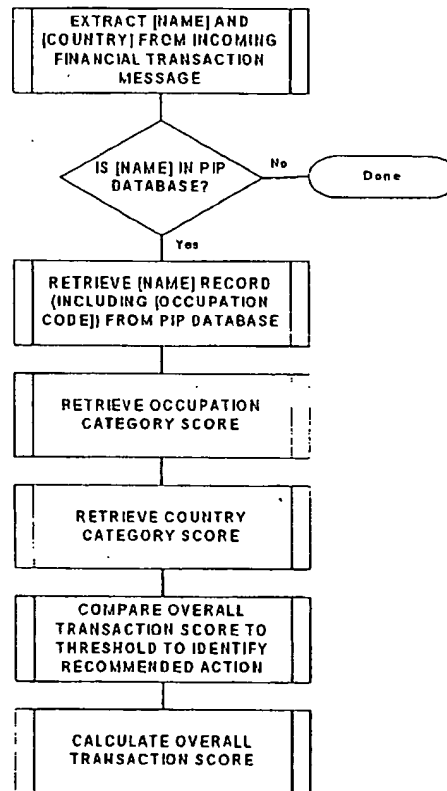 EXTRACT [NAME] AND
[COUNTRY] FROM INCOMING
FINANCIAL TRANSACTION
MESSAGE
IS [NAME] IN PIP
DATABASE?
No
Done
Yes
RETRIEVE [NAME] RECORD
(INCLUDING [OCCUPATION
CODE]) FROM PIP DATABASE
RETRIEVE OCCUPATION
CATEGORY SCORE
RETRIEVE COUNTRY
CATEGORY SCORE
COMPARE OVERALL
TRANSACTION SCORE TO
THRESHOLD TO IDENTIFY
RECOMMENDED ACTION
CALCULATE OVERALL
TRANSACTION SCORE